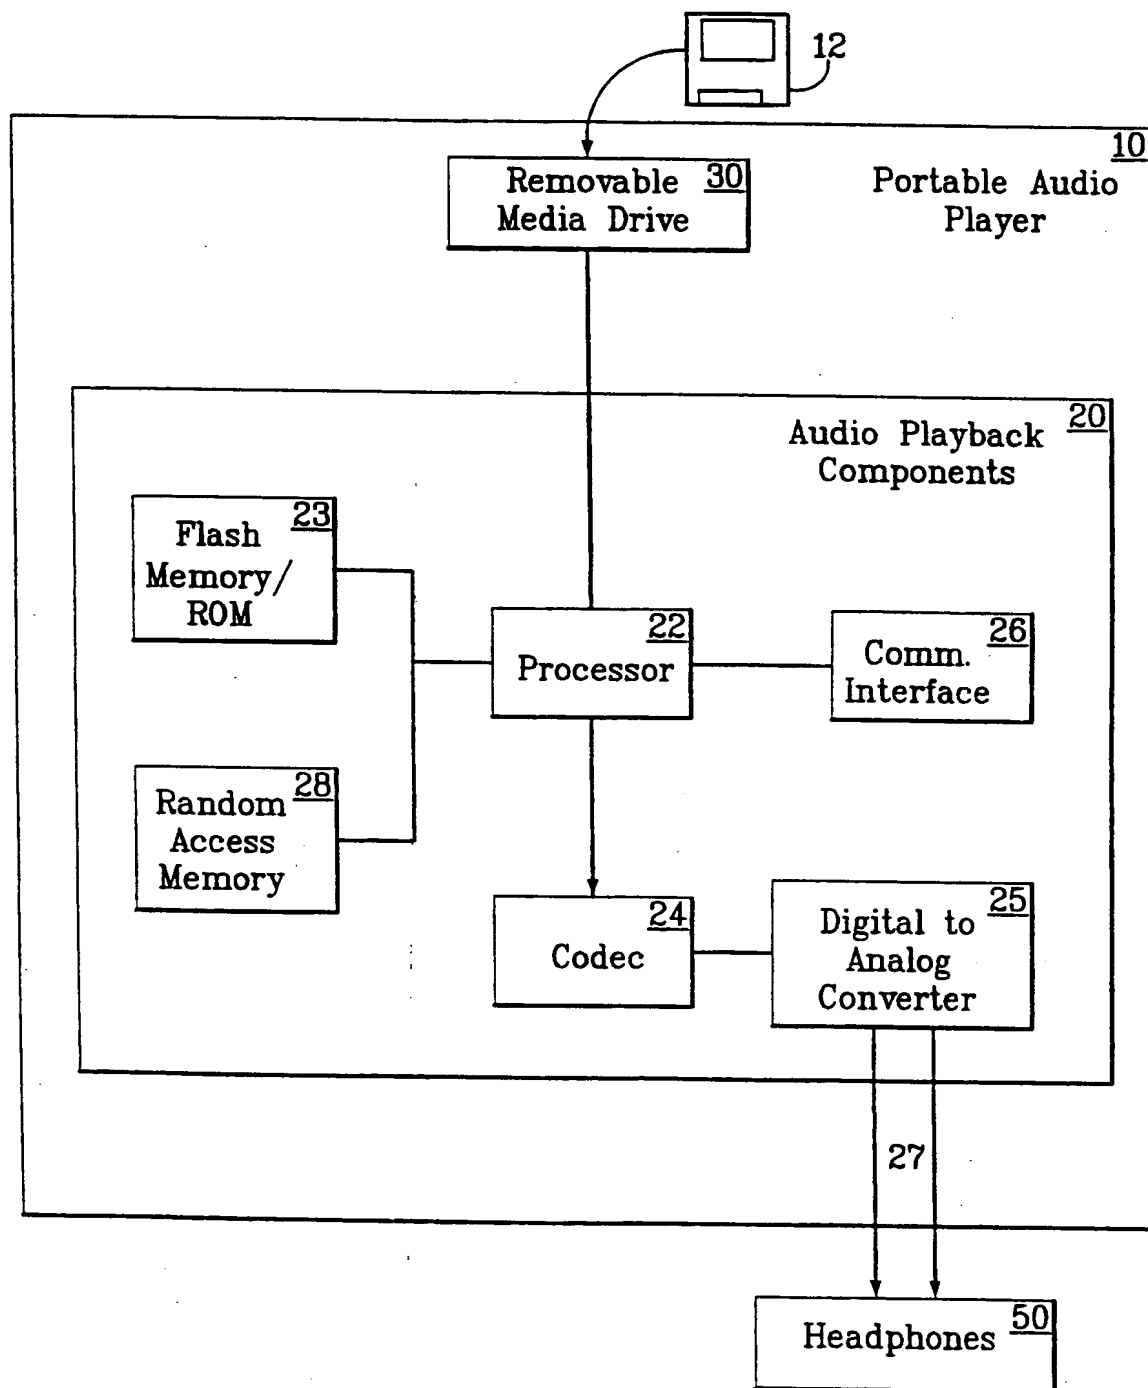 12
10
Portable Audio
Player
30
Removable
Media Drive
20
Audio Playback
Components
23
Flash
Memory/
ROM
22
Processor
26
Comm.
Interface
28
Random
Access
Memory
24
Codec
25
Digital to
Analog
Converter
27
50
Headphones